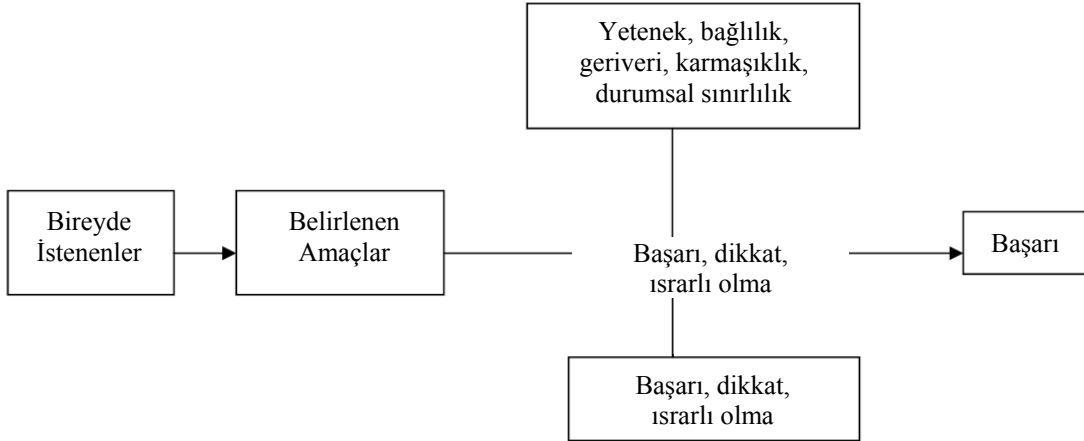 Yetenek, bağlılık,
geriveri, karmaşıklık,
durumsal sınırlılık
Bireyde
İstenenler
Belirlenen
Amaçlar
Başarı, dikkat,
ısrarlı olma
Başarı
Başarı, dikkat,
ısrarlı olma